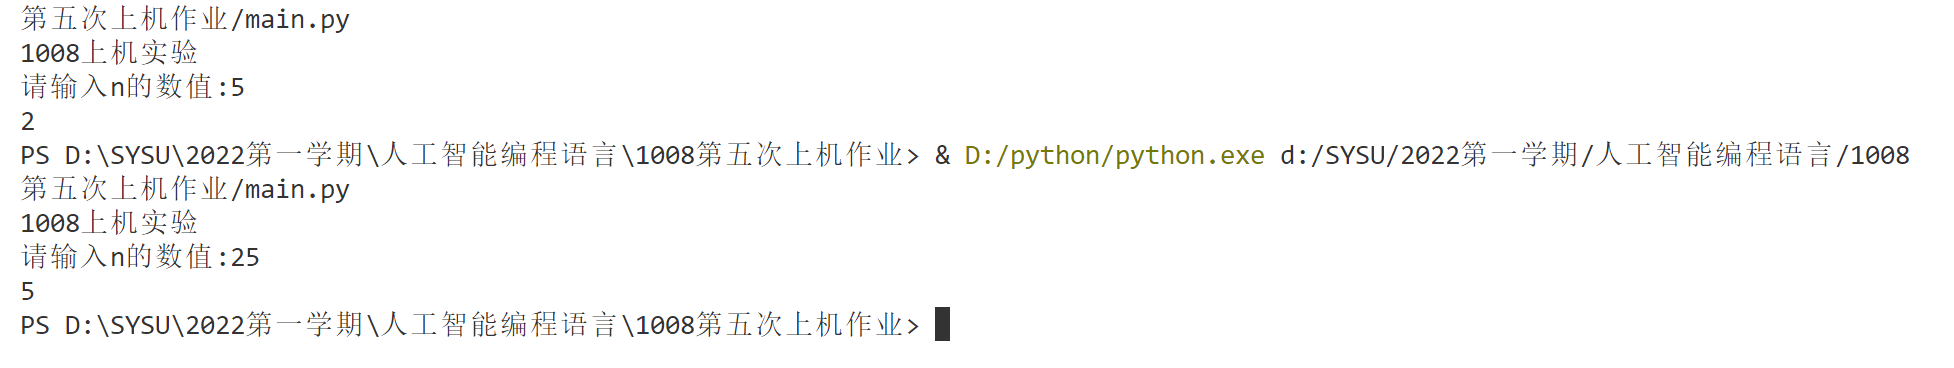 第五次上机作业/main.py
1008上机实验
请输入n的数值:5
2
PS D:\SYSU\2022第一学期\人工智能编程语言\1008第五次上机作业> & D:/python/python.exe d:/SYSU/2022第一学期/人工智能编程语言/1008
第五次上机作业/main.py
1008上机实验
请输入n的数值:25
5
PS D:\SYSU\2022第一学期\人工智能编程语言\1008第五次上机作业>